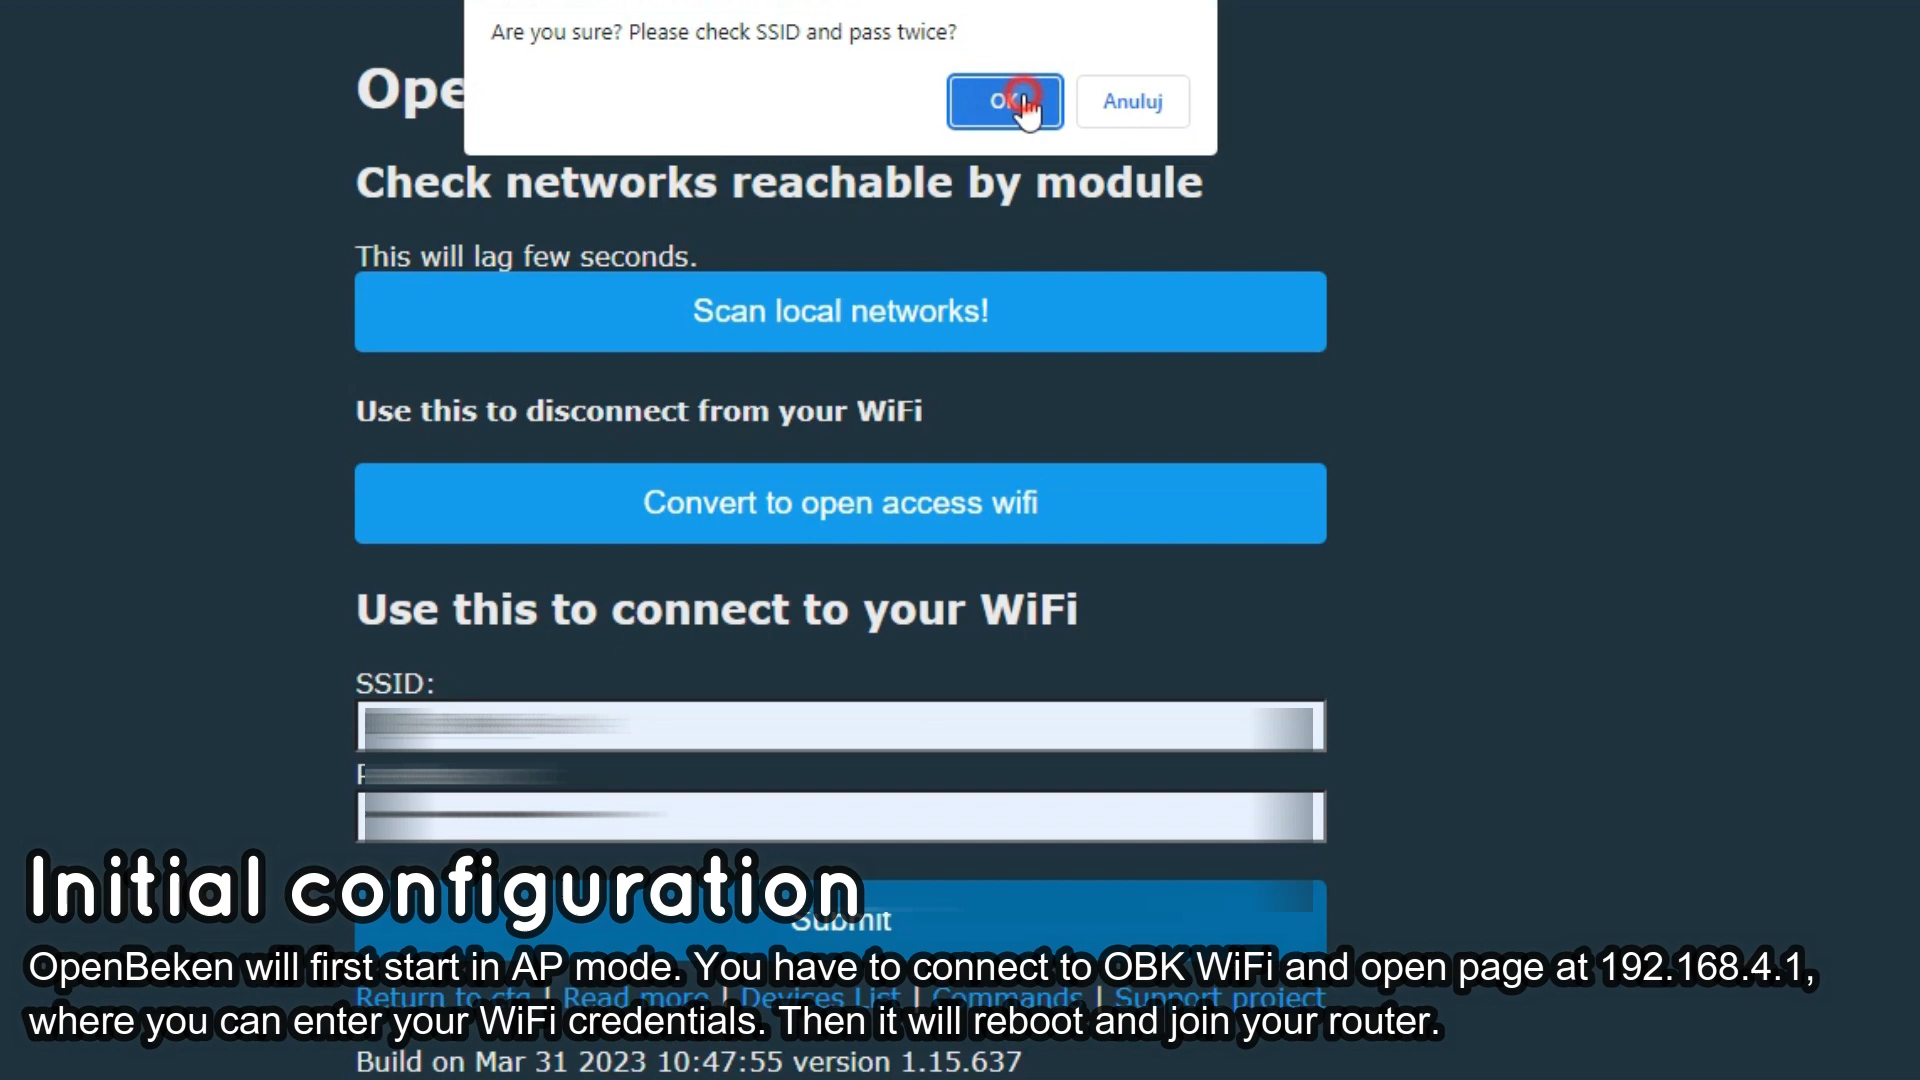 Are you sure? Please check SSID and pass twice?
OK Anuluj
Ope
Check networks reachable by module
This will lag few seconds.
Scan local networks!
Use this to disconnect from your WiFi
Convert to open access wifi
Use this to connect to your WiFi
SSID:
Initial configuration
Submit
OpenBeken will first start in AP mode. You have to connect to OBK WiFi and open page at 192.168.4.1,
Return to cfg | Read more | Devices List | Commands | Support project
where you can enter your WiFi credentials. Then it will reboot and join your router.
Build on Mar 31 2023 10:47:55 version 1.15.637